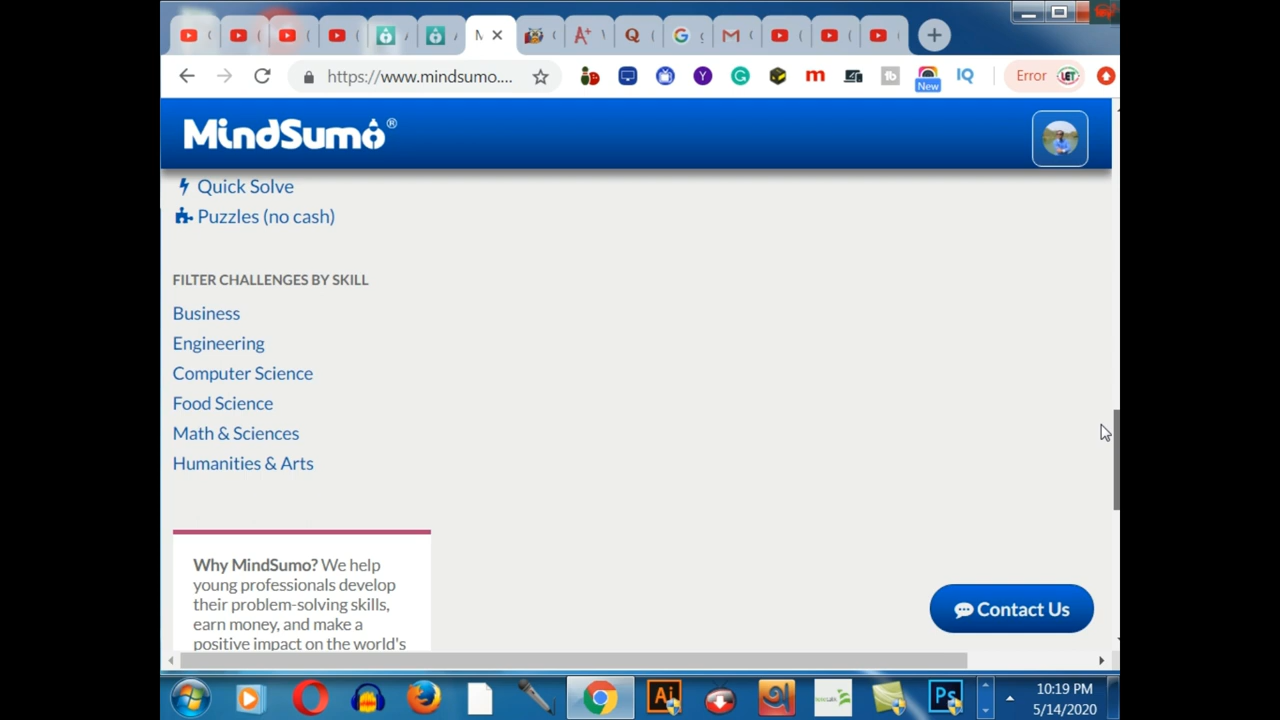 https://www.mindsumo....
New
IQ
Error
MindSumo®
Quick Solve
Puzzles (no cash)
FILTER CHALLENGES BY SKILL
Business
Engineering
Computer Science
Food Science
Math & Sciences
Humanities & Arts
Why MindSumo? We help
young professionals develop
their problem-solving skills,
earn money, and make a
positive impact on the world's
Contact Us
10:19 PM
5/14/2020